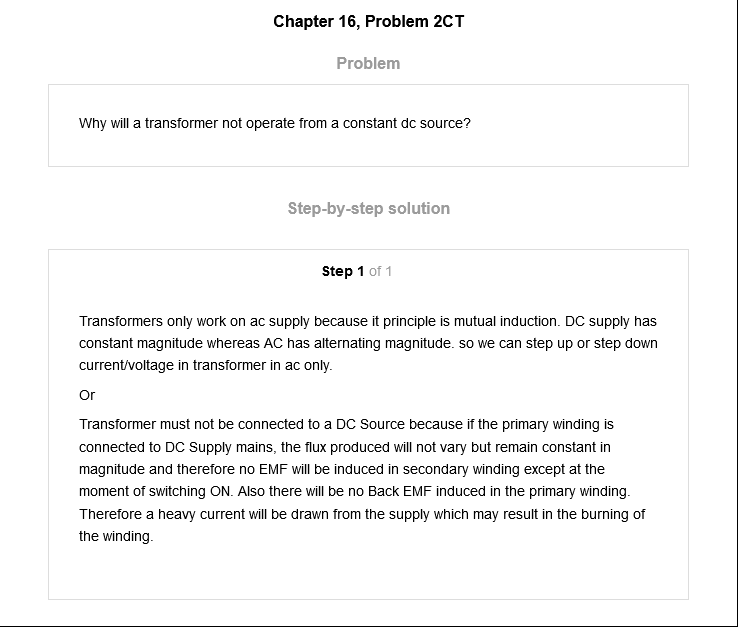 Chapter 16, Problem 2CT
Problem
Why will a transformer not operate from a constant dc source?
Step-by-step solution
Step 1 of 1
Transformers only work on ac supply because it principle is mutual induction. DC supply has
constant magnitude whereas AC has alternating magnitude. so we can step up or step down
current/voltage in transformer in ac only.
Or
Transformer must not be connected to a DC Source because if the primary winding is
connected to DC Supply mains, the flux produced will not vary but remain constant in
magnitude and therefore no EMF will be induced in secondary winding except at the
moment of switching ON. Also there will be no Back EMF induced in the primary winding.
Therefore a heavy current will be drawn from the supply which may result in the burning of
the winding.